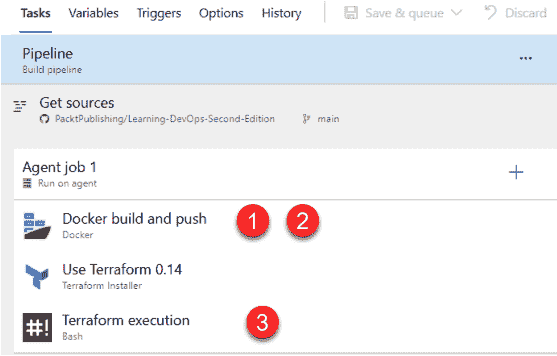 Tasks Variables Triggers Options History Save & queue Discard
Pipeline
Build pipeline
Get sources
PacktPublishing/Learning-DevOps-Second-Edition main
Agent job 1
Run on agent
Docker build and push 1 2
Docker
Use Terraform 0.14
Terraform Installer
#! Terraform execution 3
Bash